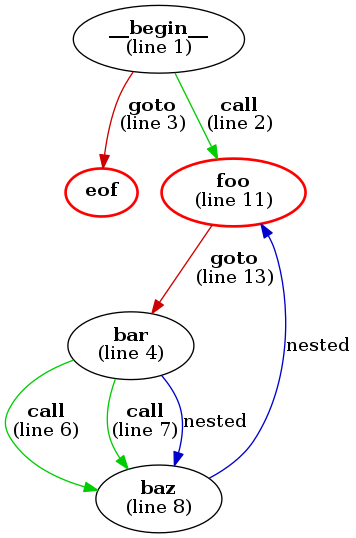 __begin__
(line 1)
goto
(line 3)
call
(line 2)
eof
foo
(line 11)
goto
(line 13)
bar
(line 4)
nested
call
(line 6)
call
(line 7)
nested
baz
(line 8)